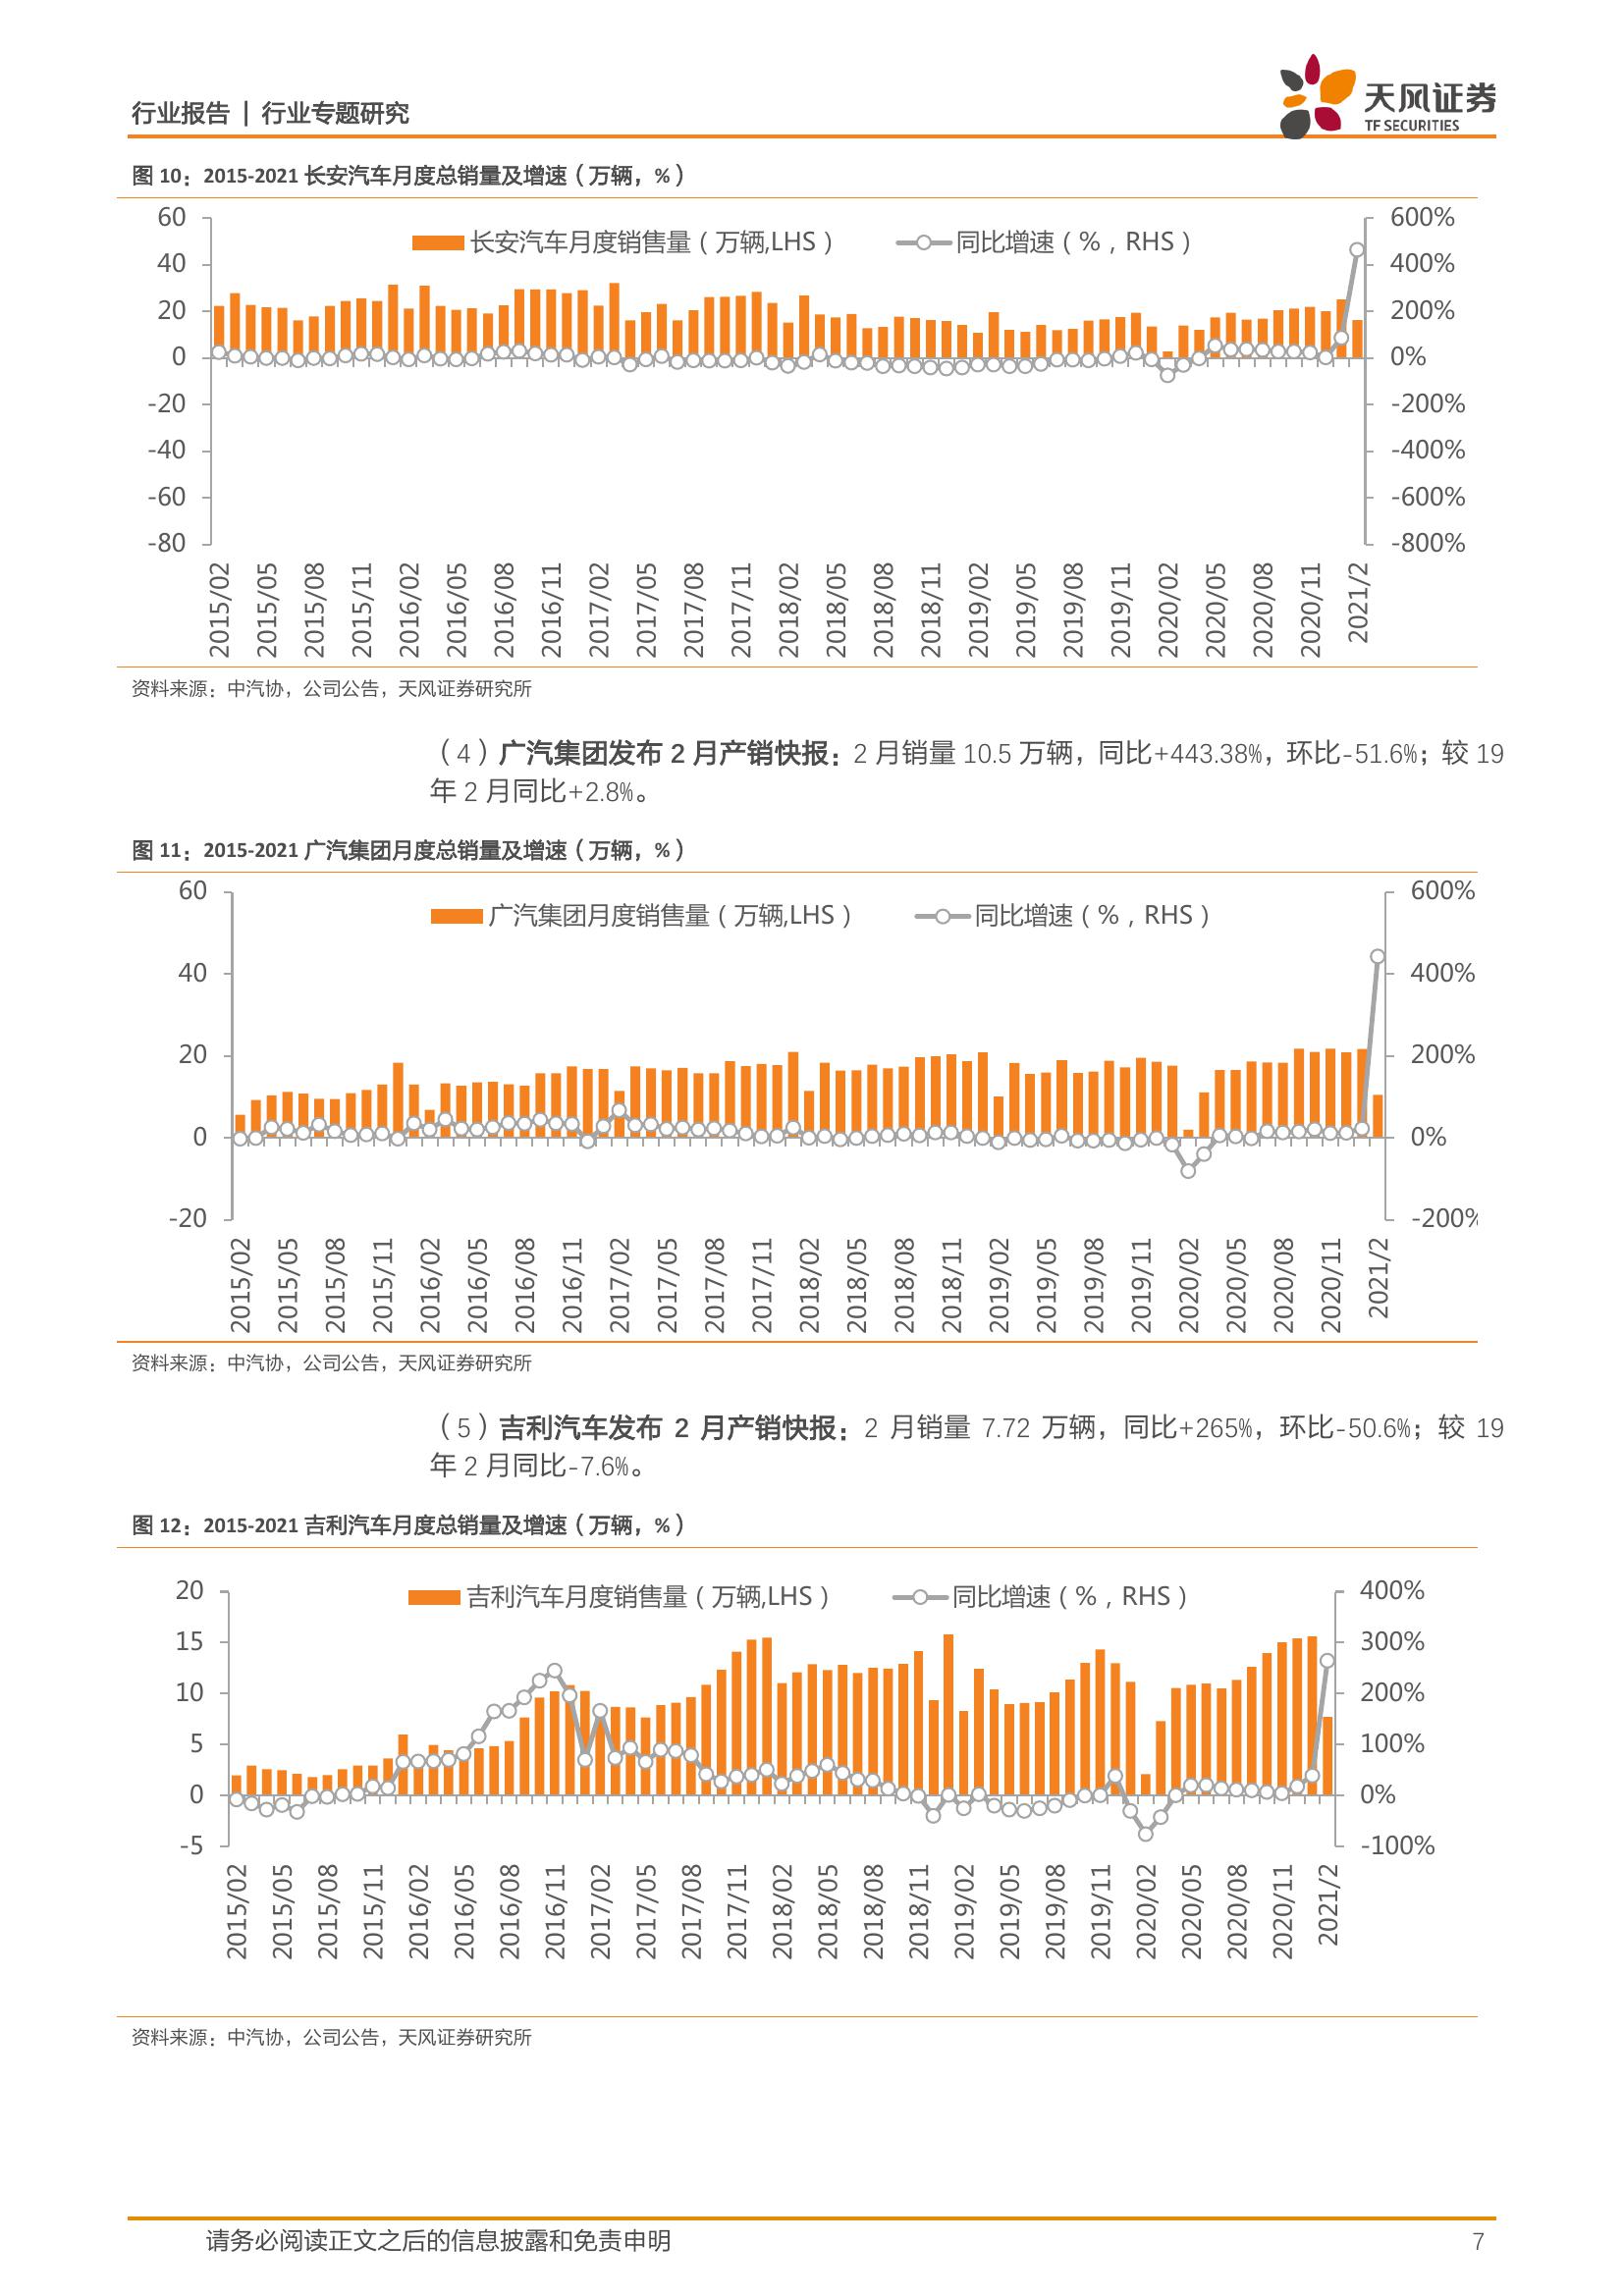 行业报告 | 行业专题研究
天风证券
TF SECURITIES
图 10：2015-2021 长安汽车月度总销量及增速（万辆，%）
长安汽车月度销售量（万辆,LHS） 同比增速（%，RHS）
60 600%
40 400%
20 200%
0 0%
-20 -200%
-40 -400%
-60 -600%
-80 -800%
2015/02 2015/05 2015/08 2015/11 2016/02 2016/05 2016/08 2016/11 2017/02 2017/05 2017/08 2017/11 2018/02 2018/05 2018/08 2018/11 2019/02 2019/05 2019/08 2019/11 2020/02 2020/05 2020/08 2020/11 2021/2
资料来源：中汽协，公司公告，天风证券研究所
（4）广汽集团发布 2 月产销快报：2 月销量 10.5 万辆，同比+443.38%，环比-51.6%；较 19
年 2 月同比+2.8%。
图 11：2015-2021 广汽集团月度总销量及增速（万辆，%）
广汽集团月度销售量（万辆,LHS） 同比增速（%，RHS）
60 600%
40 400%
20 200%
0 0%
-20 -200%
2015/02 2015/05 2015/08 2015/11 2016/02 2016/05 2016/08 2016/11 2017/02 2017/05 2017/08 2017/11 2018/02 2018/05 2018/08 2018/11 2019/02 2019/05 2019/08 2019/11 2020/02 2020/05 2020/08 2020/11 2021/2
资料来源：中汽协，公司公告，天风证券研究所
（5）吉利汽车发布 2 月产销快报：2 月销量 7.72 万辆，同比+265%，环比-50.6%；较 19
年 2 月同比-7.6%。
图 12：2015-2021 吉利汽车月度总销量及增速（万辆，%）
吉利汽车月度销售量（万辆,LHS） 同比增速（%，RHS）
20 400%
15 300%
10 200%
5 100%
0 0%
-5 -100%
2015/02 2015/05 2015/08 2015/11 2016/02 2016/05 2016/08 2016/11 2017/02 2017/05 2017/08 2017/11 2018/02 2018/05 2018/08 2018/11 2019/02 2019/05 2019/08 2019/11 2020/02 2020/05 2020/08 2020/11 2021/2
资料来源：中汽协，公司公告，天风证券研究所
请务必阅读正文之后的信息披露和免责申明 7